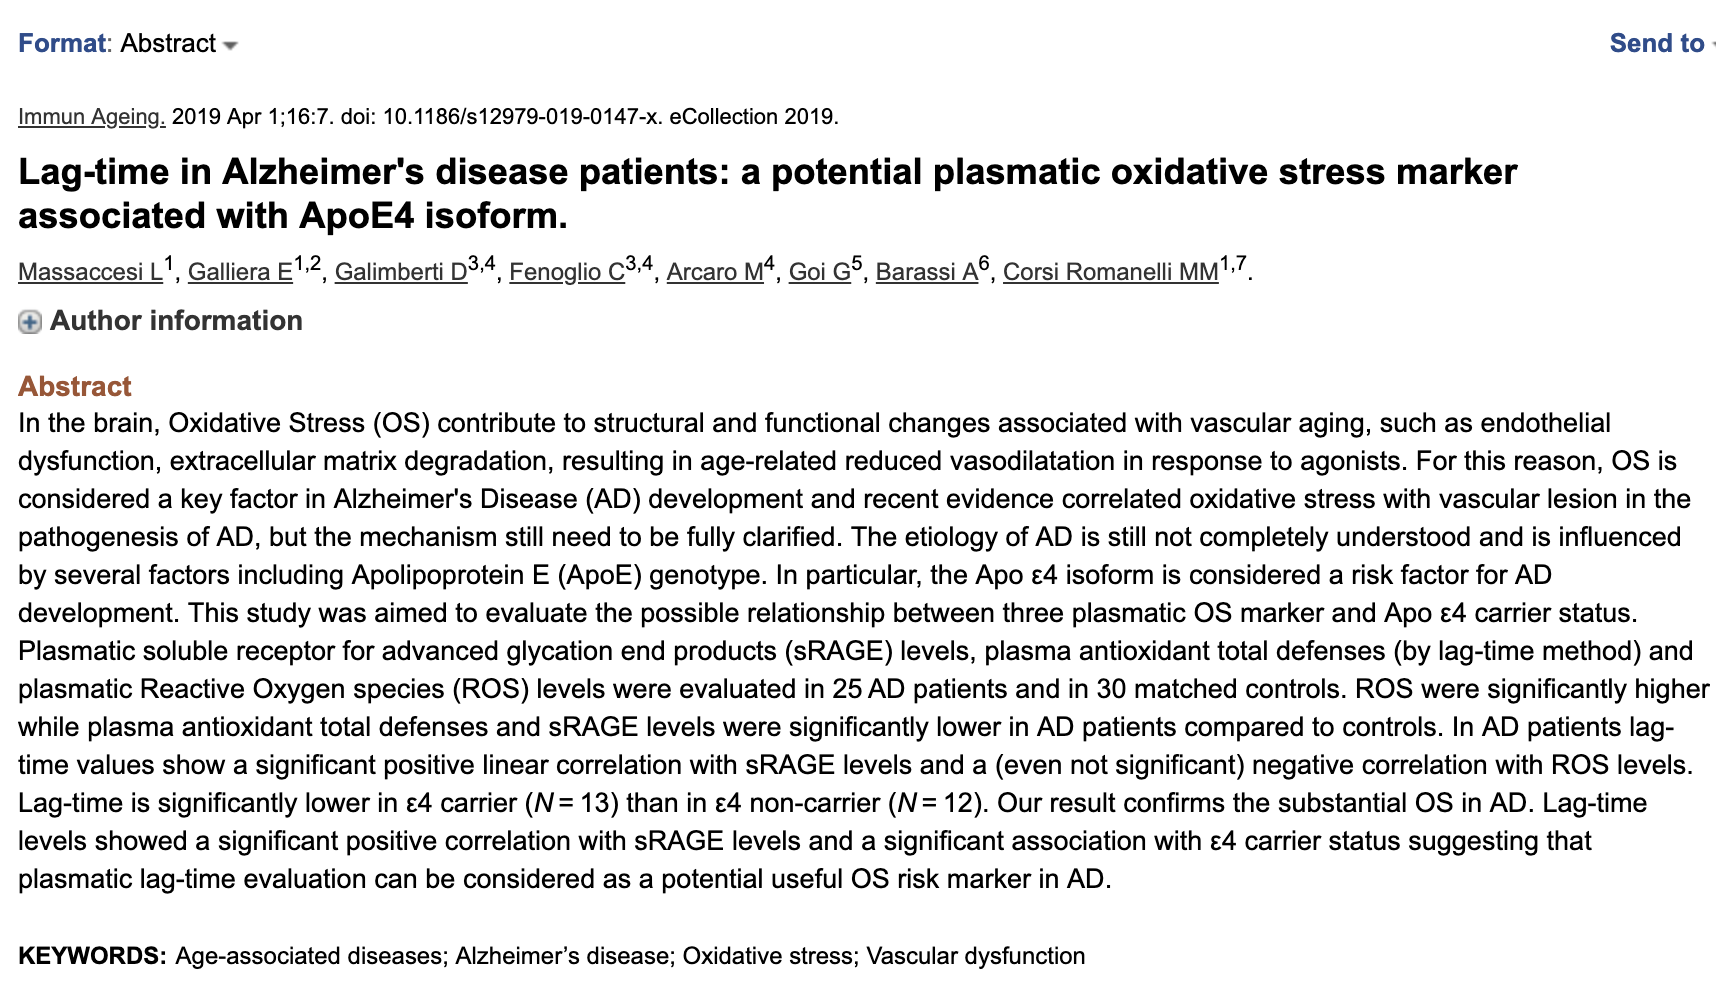 Format: Abstract
Send to
Immun Ageing. 2019 Apr 1;16:7. doi: 10.1186/s12979-019-0147-x. eCollection 2019.
Lag-time in Alzheimer's disease patients: a potential plasmatic oxidative stress marker
associated with ApoE4 isoform.
Massaccesi L1, Galliera E1,2, Galimberti D3,4, Fenoglio C3,4, Arcaro M4, Goi G5, Barassi A6, Corsi Romanelli MM1,7.
Author information
Abstract
In the brain, Oxidative Stress (OS) contribute to structural and functional changes associated with vascular aging, such as endothelial
dysfunction, extracellular matrix degradation, resulting in age-related reduced vasodilatation in response to agonists. For this reason, OS is
considered a key factor in Alzheimer's Disease (AD) development and recent evidence correlated oxidative stress with vascular lesion in the
pathogenesis of AD, but the mechanism still need to be fully clarified. The etiology of AD is still not completely understood and is influenced
by several factors including Apolipoprotein E (ApoE) genotype. In particular, the Apo ε4 isoform is considered a risk factor for AD
development. This study was aimed to evaluate the possible relationship between three plasmatic OS marker and Apo ε4 carrier status.
Plasmatic soluble receptor for advanced glycation end products (sRAGE) levels, plasma antioxidant total defenses (by lag-time method) and
plasmatic Reactive Oxygen species (ROS) levels were evaluated in 25 AD patients and in 30 matched controls. ROS were significantly higher
while plasma antioxidant total defenses and sRAGE levels were significantly lower in AD patients compared to controls. In AD patients lag-
time values show a significant positive linear correlation with sRAGE levels and a (even not significant) negative correlation with ROS levels.
Lag-time is significantly lower in ε4 carrier (N = 13) than in ε4 non-carrier (N = 12). Our result confirms the substantial OS in AD. Lag-time
levels showed a significant positive correlation with sRAGE levels and a significant association with ε4 carrier status suggesting that
plasmatic lag-time evaluation can be considered as a potential useful OS risk marker in AD.
KEYWORDS: Age-associated diseases; Alzheimer’s disease; Oxidative stress; Vascular dysfunction